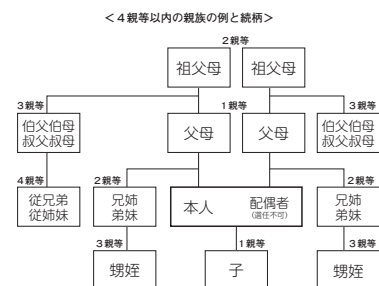 ＜４親等以内の親族の例と続柄＞
２親等
祖父母 祖父母
３親等 １親等 ３親等
伯父伯母
叔父叔母
父母 父母
伯父伯母
叔父叔母
４親等 ２親等 ２親等
従兄弟
従姉妹
兄姉
弟妹
本人 配偶者
（選任不可）
兄姉
弟妹
３親等 １親等 ３親等
甥姪 子 甥姪